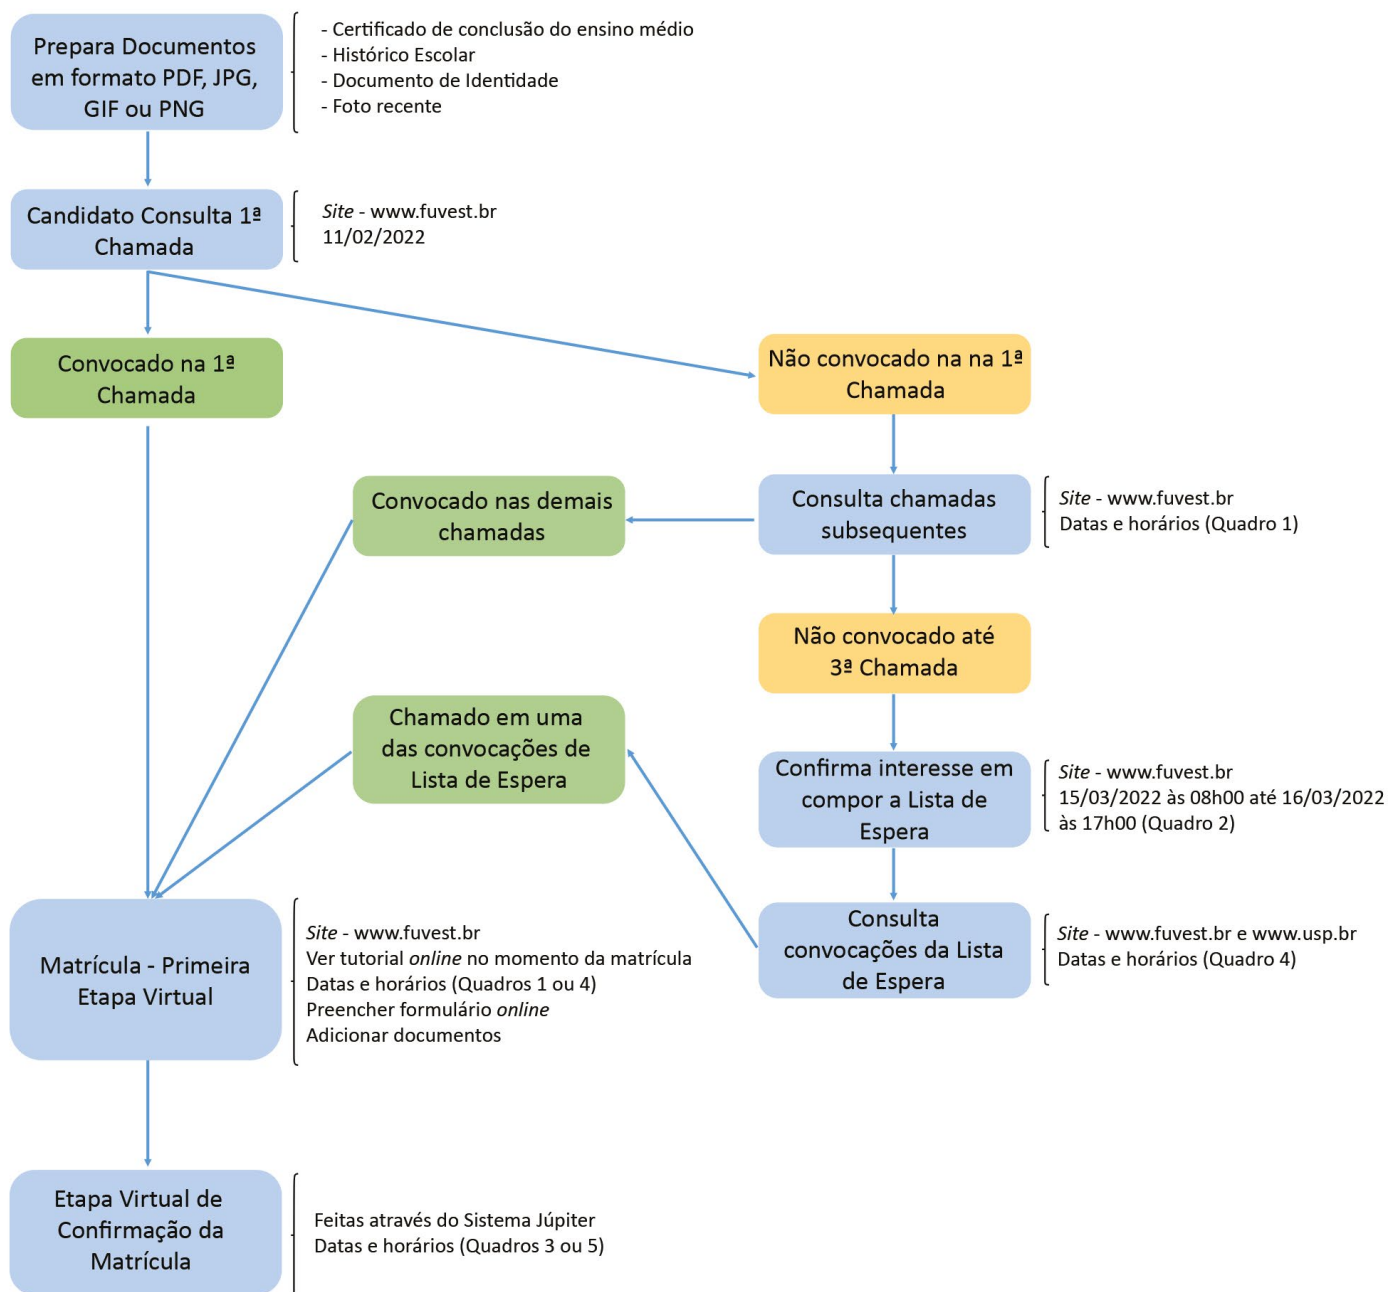 Prepara Documentos
em formato PDF, JPG,
GIF ou PNG
- Certificado de conclusão do ensino médio
- Histórico Escolar
- Documento de Identidade
- Foto recente
Candidato Consulta 1ª
Chamada
Site - www.fuvest.br
11/02/2022
Convocado na 1ª
Chamada
Não convocado na na 1ª
Chamada
Convocado nas demais
chamadas
Consulta chamadas
subsequentes
Site - www.fuvest.br
Datas e horários (Quadro 1)
Não convocado até
3ª Chamada
Chamado em uma
das convocações de
Lista de Espera
Confirma interesse em
compor a Lista de
Espera
Site - www.fuvest.br
15/03/2022 às 08h00 até 16/03/2022
às 17h00 (Quadro 2)
Consulta
convocações da Lista
de Espera
Site - www.fuvest.br e www.usp.br
Datas e horários (Quadro 4)
Matrícula - Primeira
Etapa Virtual
Site - www.fuvest.br
Ver tutorial online no momento da matrícula
Datas e horários (Quadros 1 ou 4)
Preencher formulário online
Adicionar documentos
Etapa Virtual de
Confirmação da
Matrícula
Feitas através do Sistema Júpiter
Datas e horários (Quadros 3 ou 5)